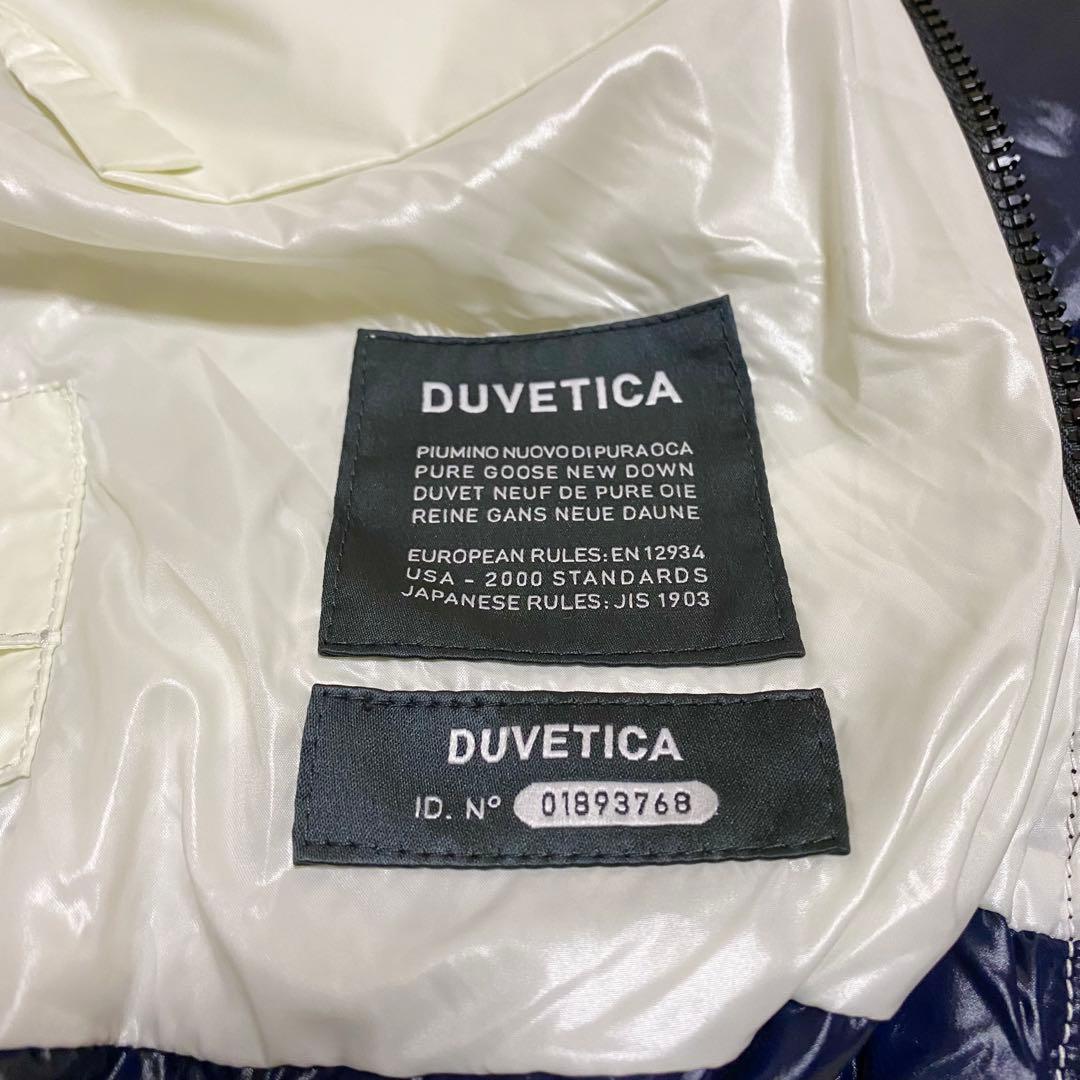 DUVETICA
PIUMINO NUOVO DI PURA OCA
PURE GOOSE NEW DOWN
DUVET NEUF DE PURE OIE
REINE GANS NEUE DAUNE
EUROPEAN RULES: EN 12934
USA - 2000 STANDARDS
JAPANESE RULES: JIS 1903
DUVETICA
ID. Nº 01893768